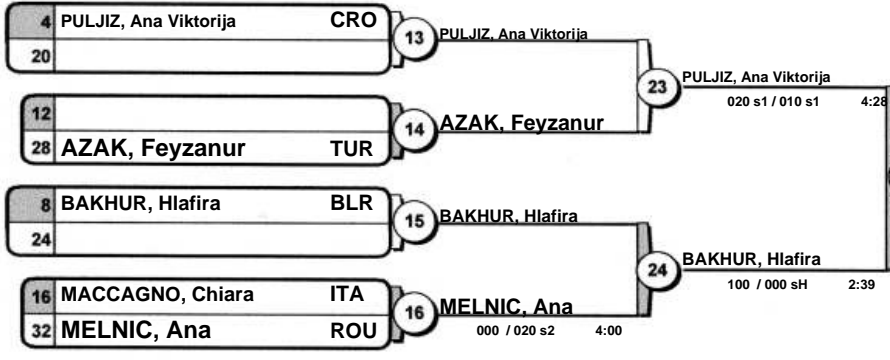 4 PULJIZ, Ana Viktorija CRO
20
13 PULJIZ, Ana Viktorija
12
28 AZAK, Feyzanur TUR
14 AZAK, Feyzanur
23 PULJIZ, Ana Viktorija
020 s1 / 010 s1 4:28
8 BAKHUR, Hlafira BLR
24
15 BAKHUR, Hlafira
16 MACCAGNO, Chiara ITA
32 MELNIC, Ana ROU
16 MELNIC, Ana
000 / 020 s2 4:00
24 BAKHUR, Hlafira
100 / 000 sH 2:39